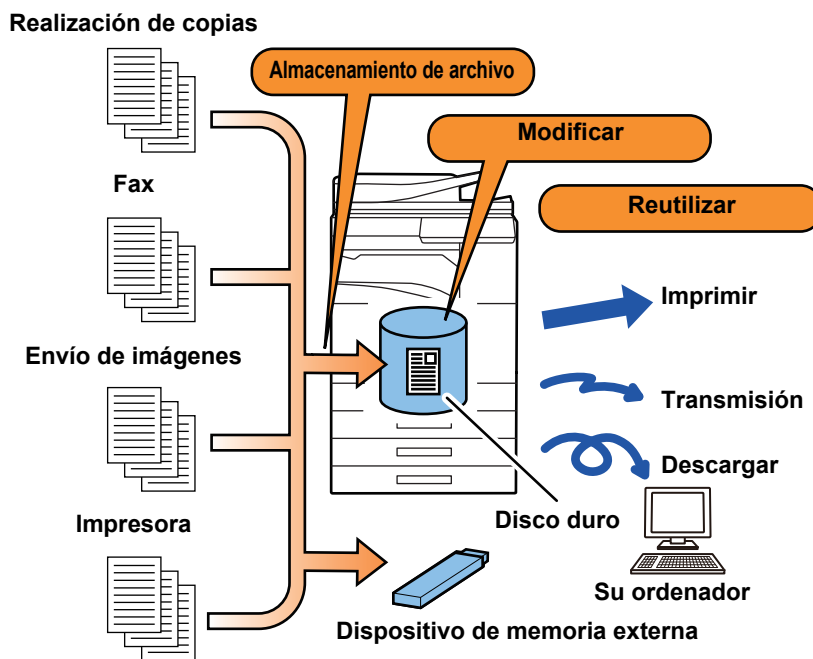 Realización de copias
Almacenamiento de archivo
Modificar
Fax
Reutilizar
Imprimir
Envío de imágenes
Transmisión
Descargar
Impresora
Disco duro
Su ordenador
Dispositivo de memoria externa